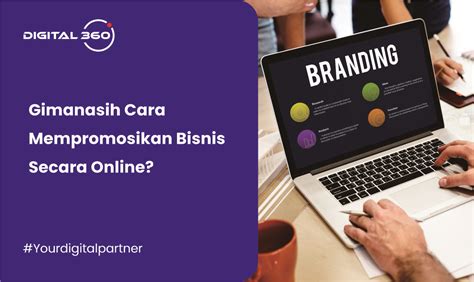 DIGITAL 360
Gimanasih Cara
Mempromosikan Bisnis
Secara Online?
#Yourdigitalpartner
BRANDING